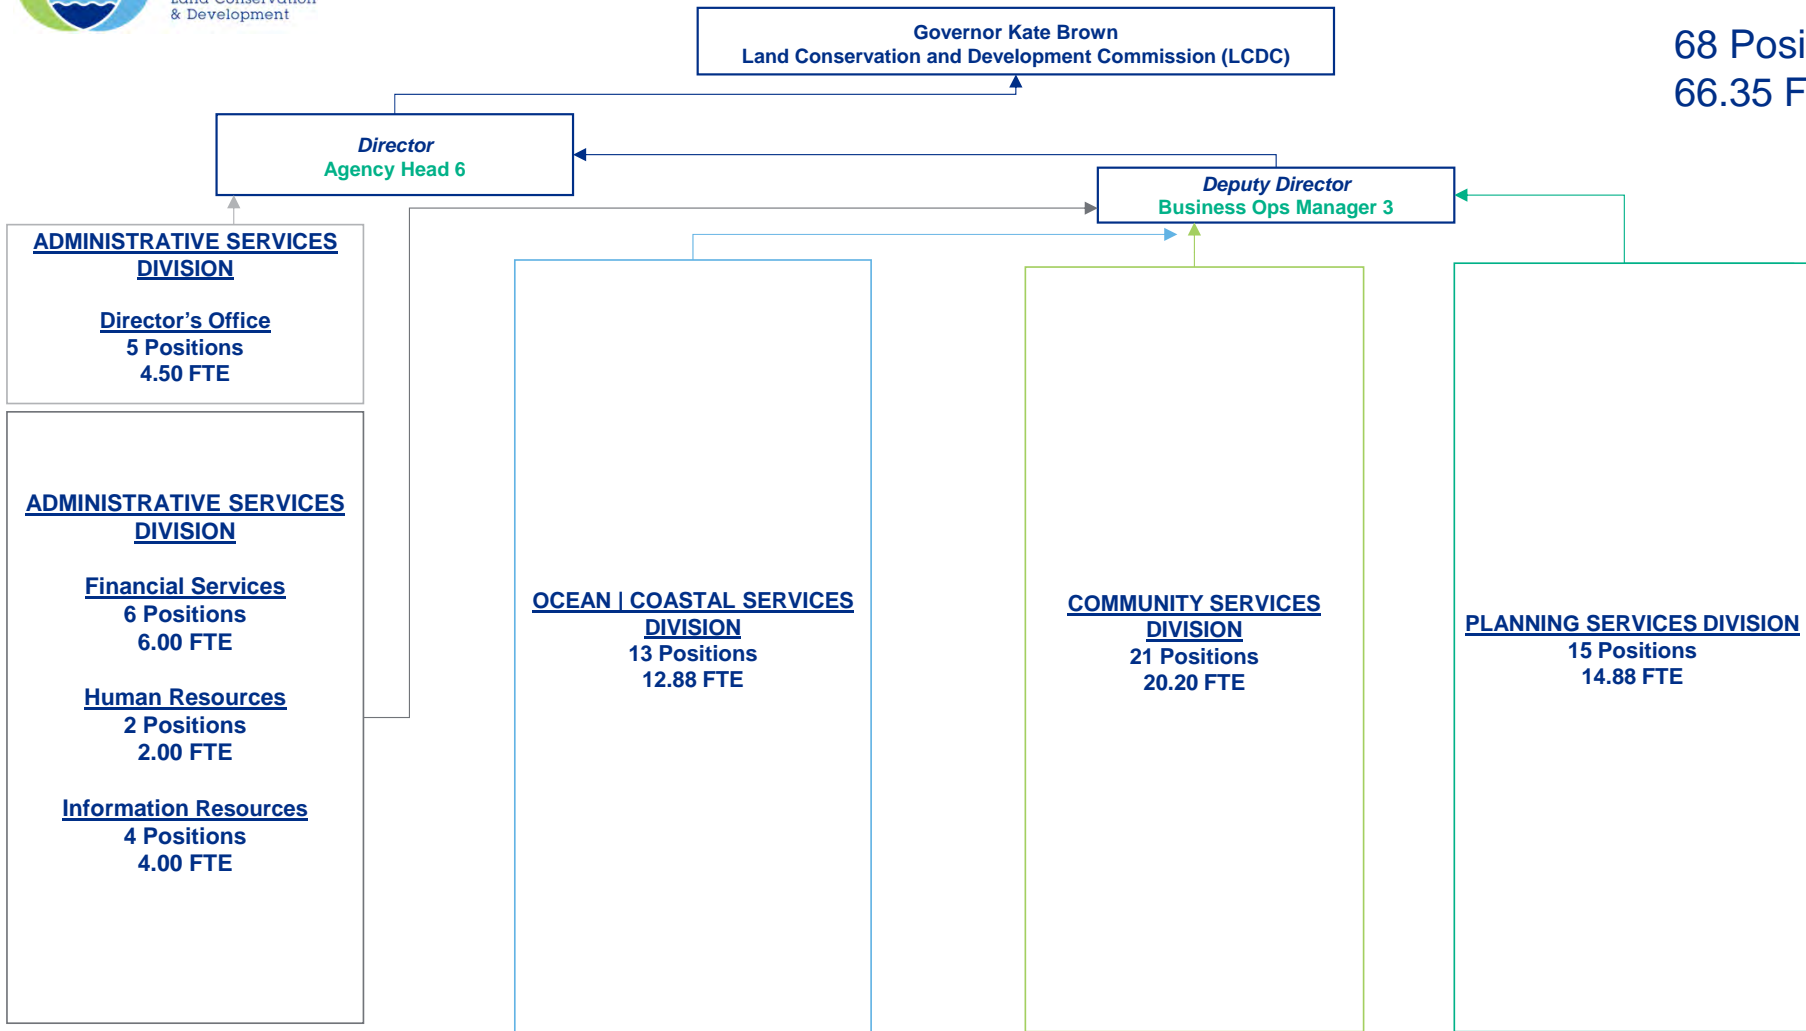 & Development
Governor Kate Brown
Land Conservation and Development Commission (LCDC)
68
66.35
Director
Agency Head 6
Deputy Director
Business Ops Manager 3
ADMINISTRATIVE SERVICES
DIVISION
Director’s Office
5 Positions
4.50 FTE
ADMINISTRATIVE SERVICES
DIVISION
Financial Services
6 Positions
6.00 FTE
Human Resources
2 Positions
2.00 FTE
Information Resources
4 Positions
4.00 FTE
OCEAN | COASTAL SERVICES
DIVISION
13 Positions
12.88 FTE
COMMUNITY SERVICES
DIVISION
21 Positions
20.20 FTE
PLANNING SERVICES DIVISION
15 Positions
14.88 FTE